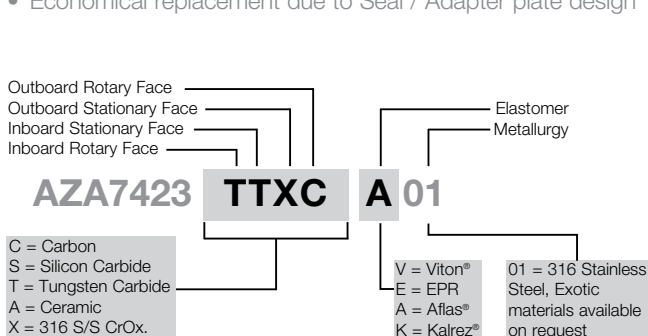 • Economical replacement due to Seal / Adapter plate design
Outboard Rotary Face
Outboard Stationary Face
Inboard Stationary Face
Inboard Rotary Face
Elastomer
Metallurgy
AZA7423 TTXC A 01
C = Carbon
S = Silicon Carbide
T = Tungsten Carbide
A = Ceramic
X = 316 S/S CrOx.
V = Viton®
E = EPR
A = Aflas®
K = Kalrez®
01 = 316 Stainless
Steel, Exotic
materials available
on request